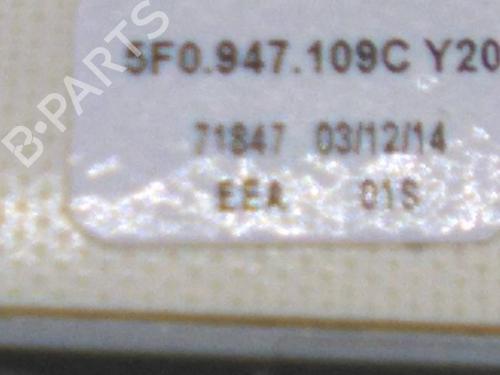 B-PARTS
5F0.947.109C Y20
71847 03/12/14
EEA 01S